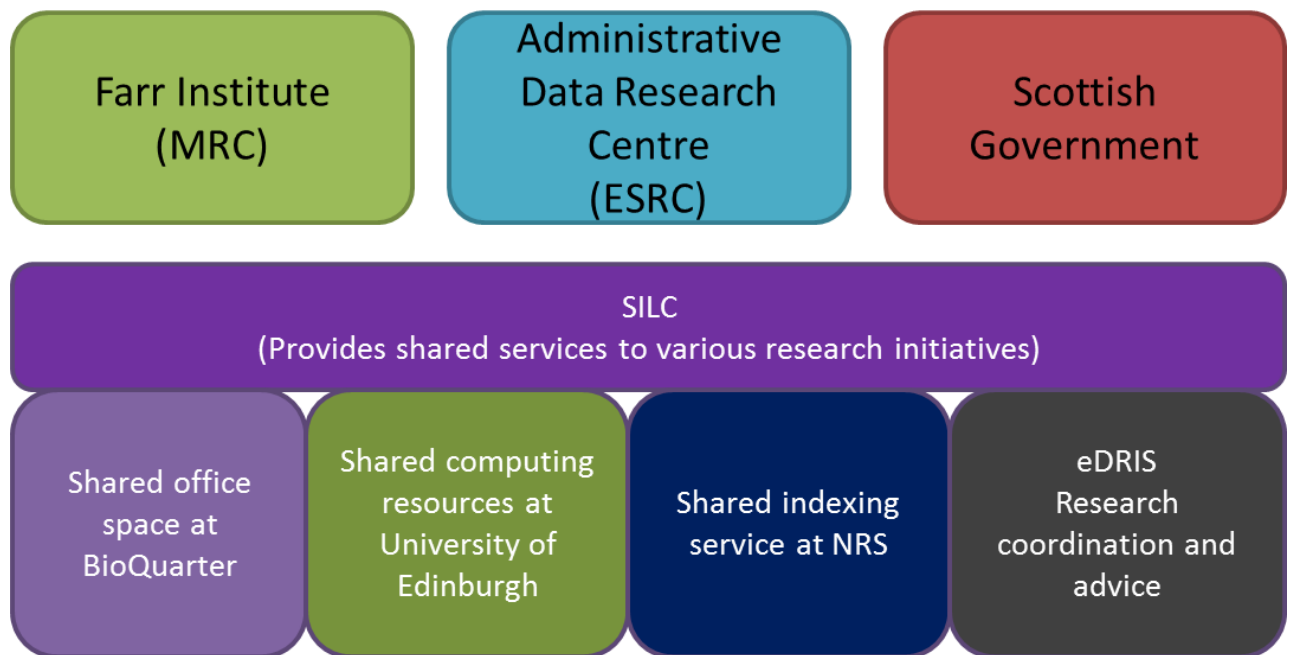 Farr Institute
(MRC)
Administrative
Data Research
Centre
(ESRC)
Scottish
Government
SILC
(Provides shared services to various research initiatives)
Shared office
space at
BioQuarter
Shared computing
resources at
University of
Edinburgh
Shared indexing
service at NRS
eDRIS
Research
coordination and
advice